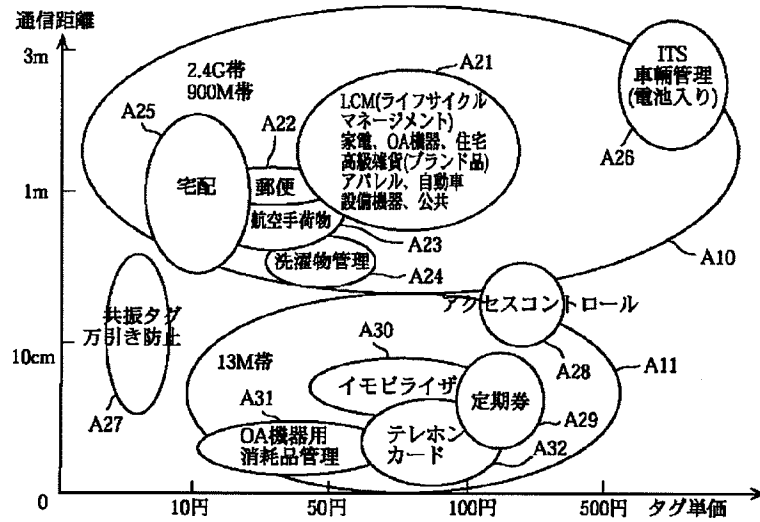 通信距離
3m
2.4G帯
900M帯
A21
ITS
車輛管理
(電池入り)
A25
A22
LCM(ライフサイクル
マネージメント)
家電、OA機器、住宅
高級雑貨(ブランド品)
アパレル、自動車
設備機器、公共
A26
1m
宅配
郵便
航空手荷物
A23
洗濯物管理
A24
A10
共振タグ
万引き防止
アクセスコントロール
10cm
13M帯
A30
A28
A11
イモビライザ
定期券
A27
A31
OA機器用
消耗品管理
テレホン
カード
A29
A32
0
10円
50円
100円
500円
タグ単価